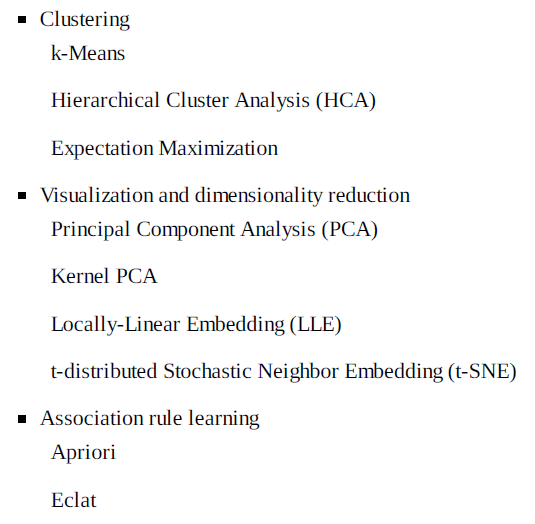 Clustering
k-Means
Hierarchical Cluster Analysis (HCA)
Expectation Maximization
Visualization and dimensionality reduction
Principal Component Analysis (PCA)
Kernel PCA
Locally-Linear Embedding (LLE)
t-distributed Stochastic Neighbor Embedding (t-SNE)
Association rule learning
Apriori
Eclat